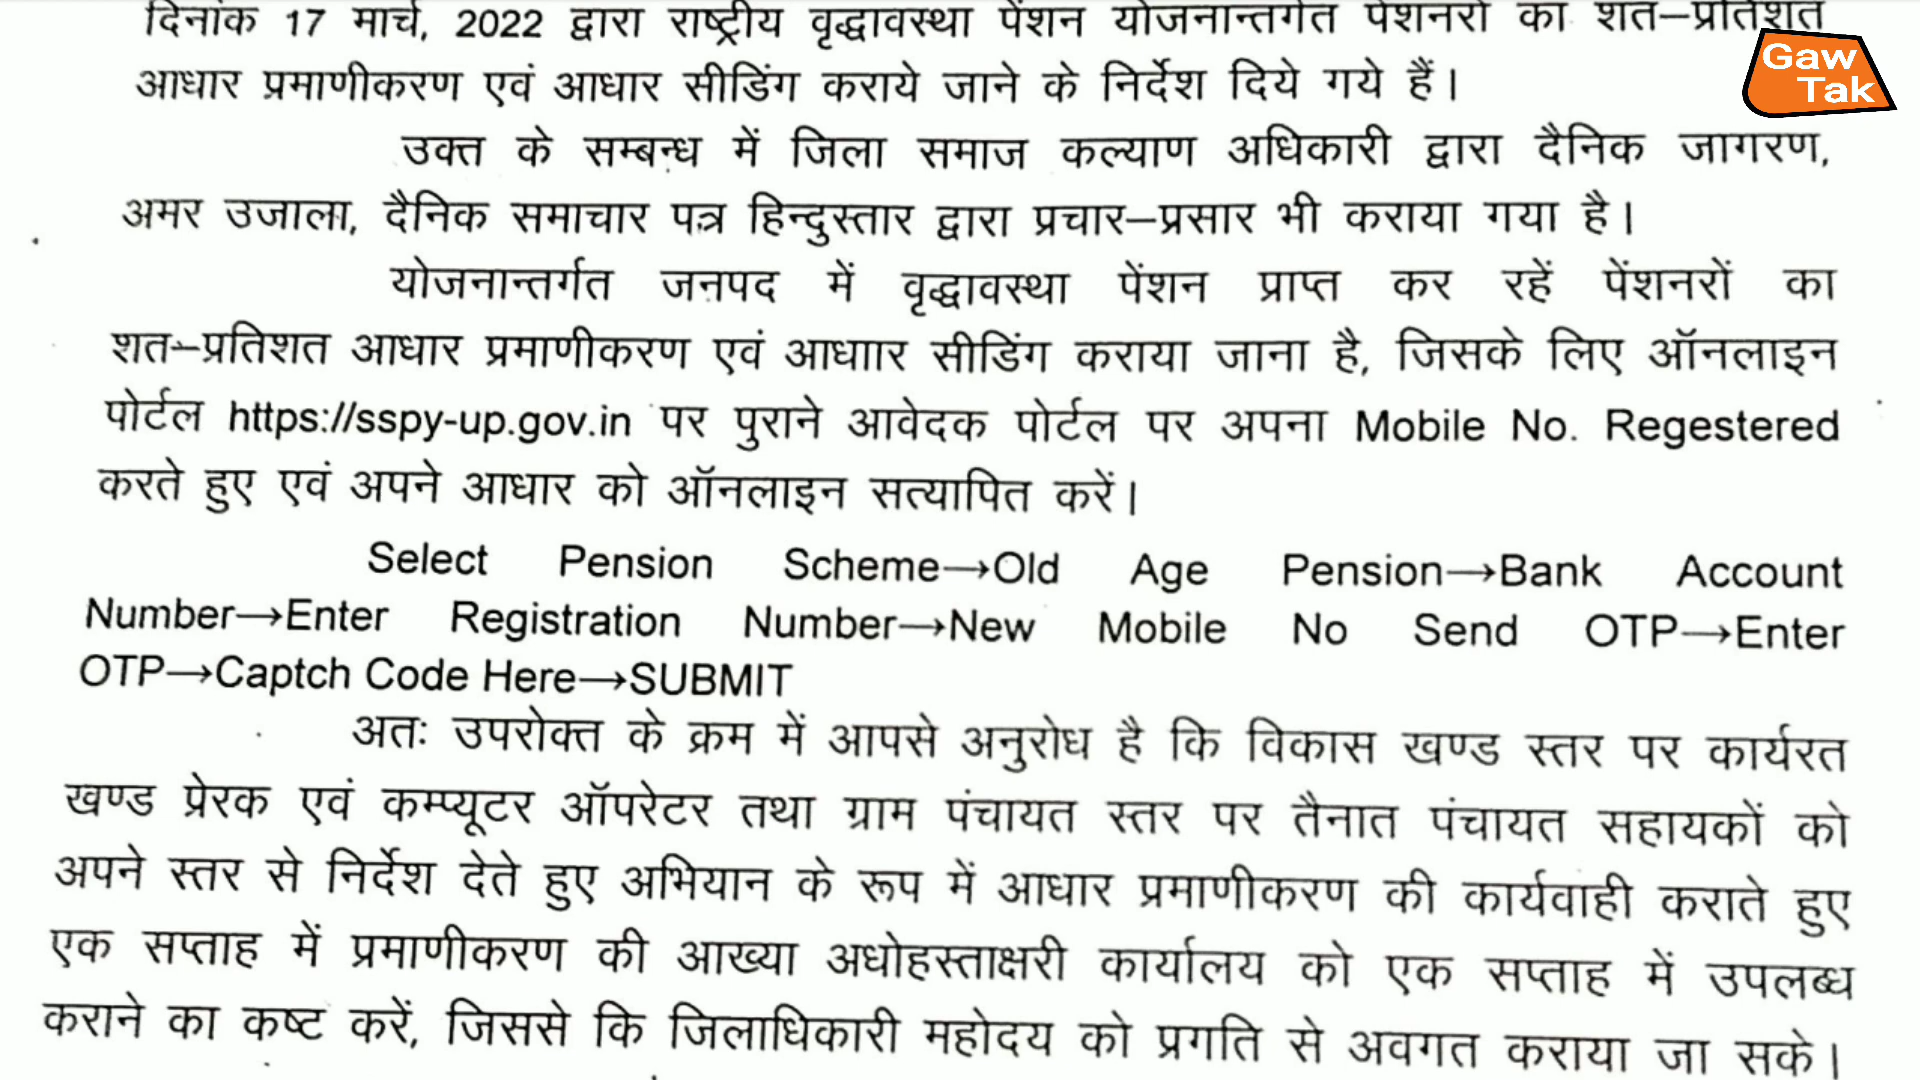 दिनांक 17 मार्च, 2022 द्वारा राष्ट्रीय वृद्धावस्था पेंशन योजनान्तर्गत पेंशनरों का शत–प्रतिशत
Gaw
Tak
आधार प्रमाणीकरण एवं आधार सीडिंग कराये जाने के निर्देश दिये गये हैं।
उक्त के सम्बन्ध में जिला समाज कल्याण अधिकारी द्वारा दैनिक जागरण,
अमर उजाला, दैनिक समाचार पत्र हिन्दुस्तार द्वारा प्रचार–प्रसार भी कराया गया है।
योजनान्तर्गत जनपद में वृद्धावस्था पेंशन प्राप्त कर रहें पेंशनरों का
शत–प्रतिशत आधार प्रमाणीकरण एवं आधाार सीडिंग कराया जाना है, जिसके लिए ऑनलाइन
पोर्टल https://sspy-up.gov.in पर पुराने आवेदक पोर्टल पर अपना Mobile No. Regestered
करते हुए एवं अपने आधार को ऑनलाइन सत्यापित करें।
Select Pension Scheme→Old Age Pension→Bank Account
Number→Enter Registration Number→New Mobile No Send OTP→Enter
OTP→Captch Code Here→SUBMIT
अतः उपरोक्त के क्रम में आपसे अनुरोध है कि विकास खण्ड स्तर पर कार्यरत
खण्ड प्रेरक एवं कम्प्यूटर ऑपरेटर तथा ग्राम पंचायत स्तर पर तैनात पंचायत सहायकों को
अपने स्तर से निर्देश देते हुए अभियान के रूप में आधार प्रमाणीकरण की कार्यवाही कराते हुए
एक सप्ताह में प्रमाणीकरण की आख्या अधोहस्ताक्षरी कार्यालय को एक सप्ताह में उपलब्ध
कराने का कष्ट करें, जिससे कि जिलाधिकारी महोदय को प्रगति से अवगत कराया जा सके।